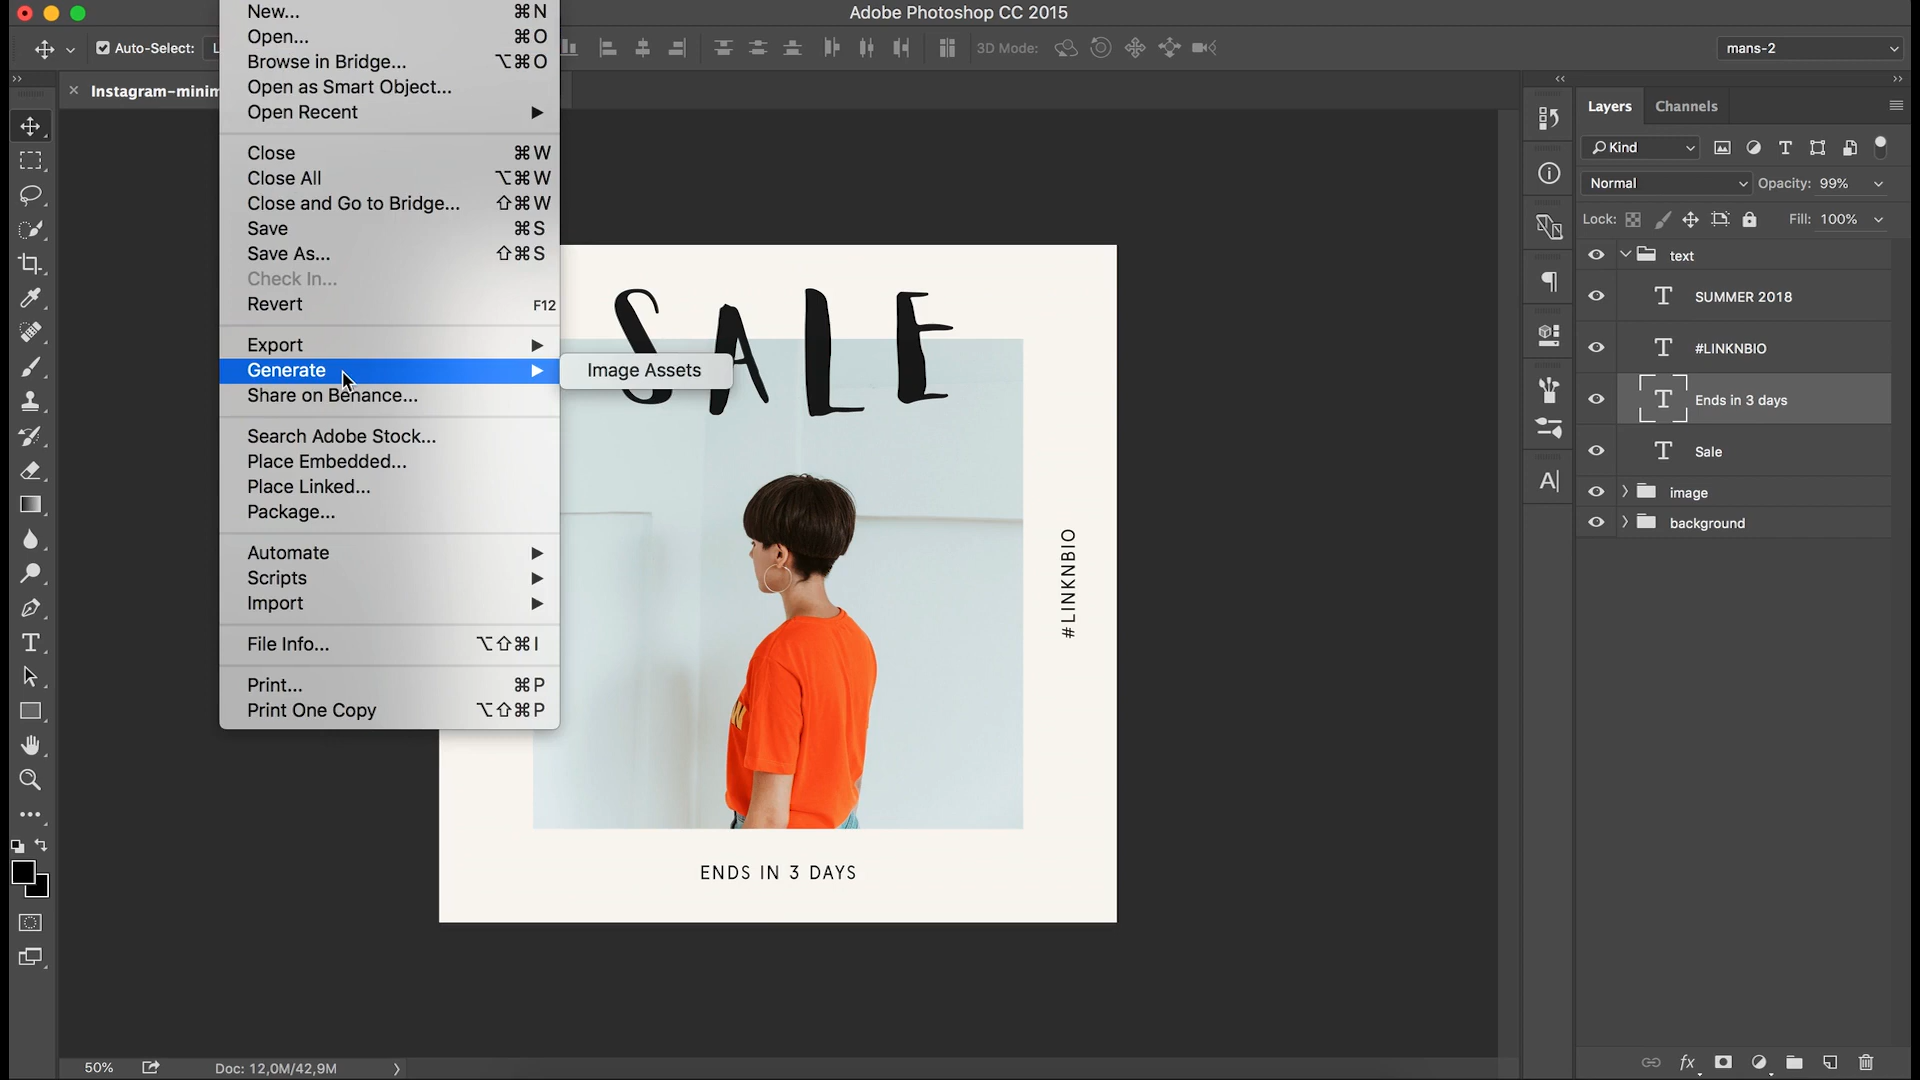 Adobe Photoshop CC 2015
Auto-Select:
3D Mode:
mans-2
Instagram-minim
New... ⌘N
Open... ⌘O
Browse in Bridge... ⌥⌘O
Open as Smart Object...
Open Recent
Close ⌘W
Close All ⌥⌘W
Close and Go to Bridge... ⇧⌘W
Save ⌘S
Save As... ⇧⌘S
Check In...
Revert F12
Export
Generate
Image Assets
Share on Behance...
Search Adobe Stock...
Place Embedded...
Place Linked...
Package...
Automate
Scripts
Import
File Info... ⌥⇧⌘I
Print... ⌘P
Print One Copy ⌥⇧⌘P
SALE
#LINKNBIO
ENDS IN 3 DAYS
Layers Channels
Kind
Normal Opacity: 99%
Lock: Fill: 100%
text
SUMMER 2018
#LINKNBIO
Ends in 3 days
Sale
image
background
fx
50% Doc: 12,0M/42,9M